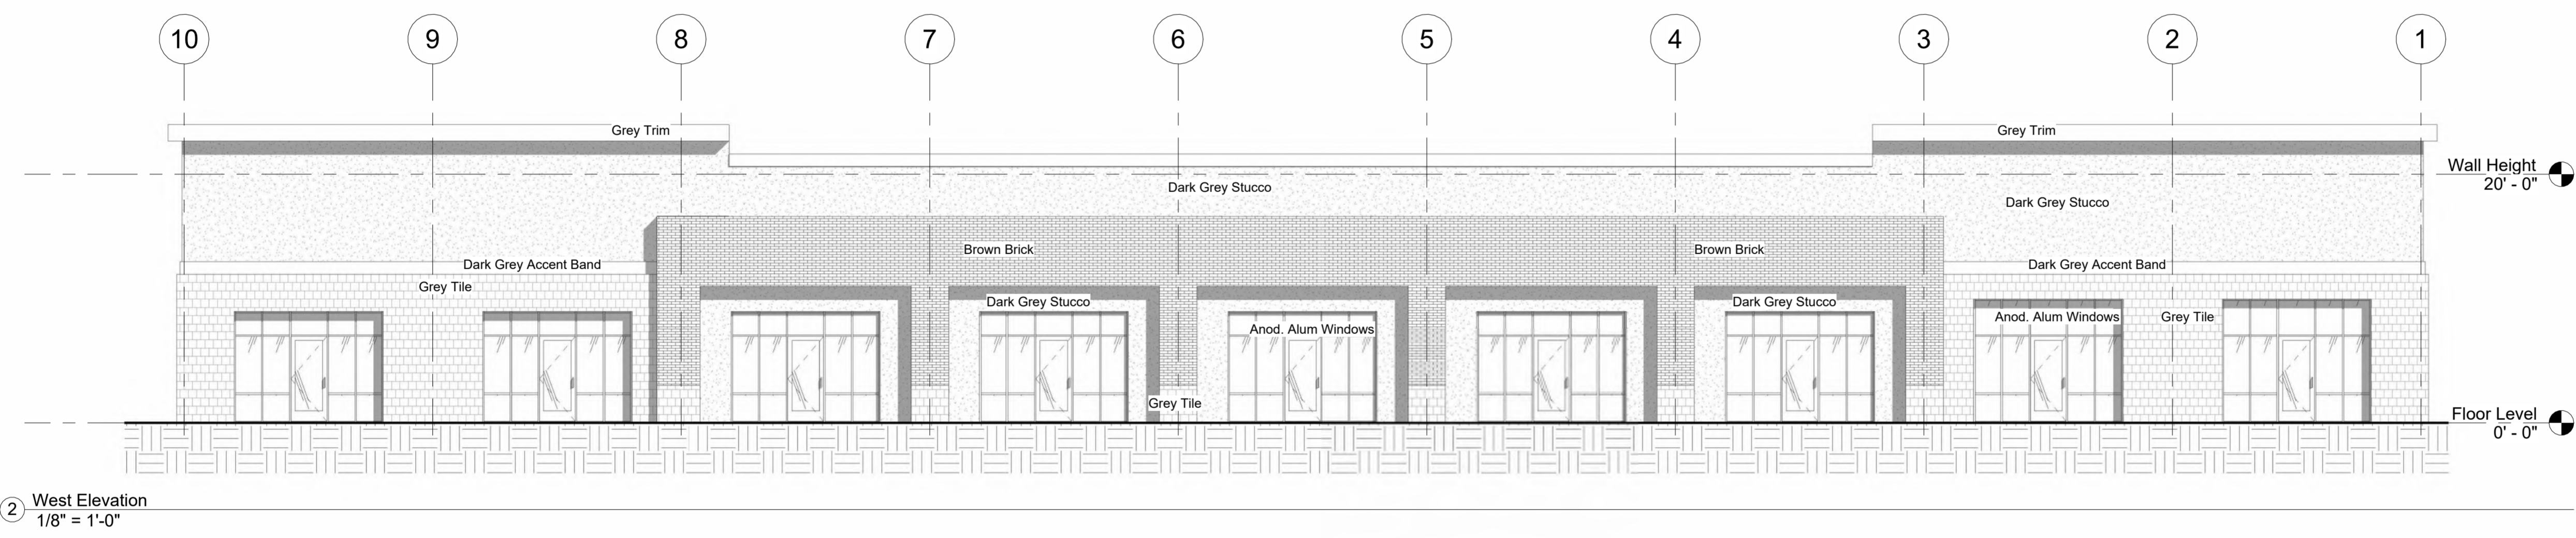 10 9 8 7 6 5 4 3 2 1
Grey Trim
Grey Trim
Wall Height
20' - 0"
Dark Grey Stucco
Dark Grey Stucco
Brown Brick
Brown Brick
Dark Grey Accent Band
Dark Grey Accent Band
Grey Tile
Dark Grey Stucco
Dark Grey Stucco
Anod. Alum Windows
Anod. Alum Windows
Grey Tile
Grey Tile
Floor Level
0' - 0"
2 West Elevation
1/8" = 1'-0"